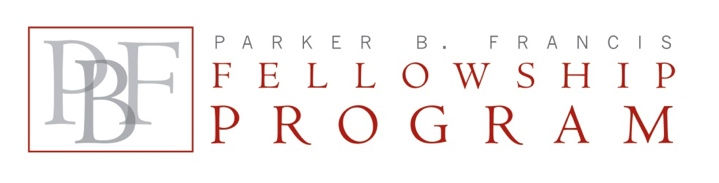 PBF
PARKER B. FRANCIS
FELLOWSHIP
PROGRAM